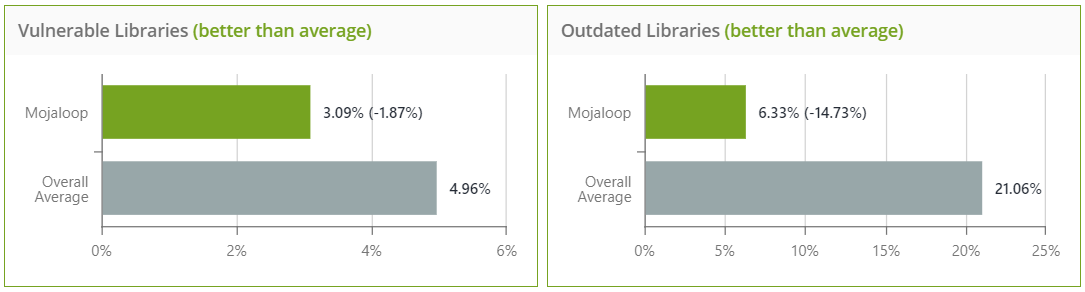 Vulnerable Libraries (better than average)
Mojaloop
3.09% (-1.87%)
Overall
Average
4.96%
0%
2%
4%
6%
Outdated Libraries (better than average)
Mojaloop
6.33% (-14.73%)
Overall
Average
21.06%
0%
5%
10%
15%
20%
25%